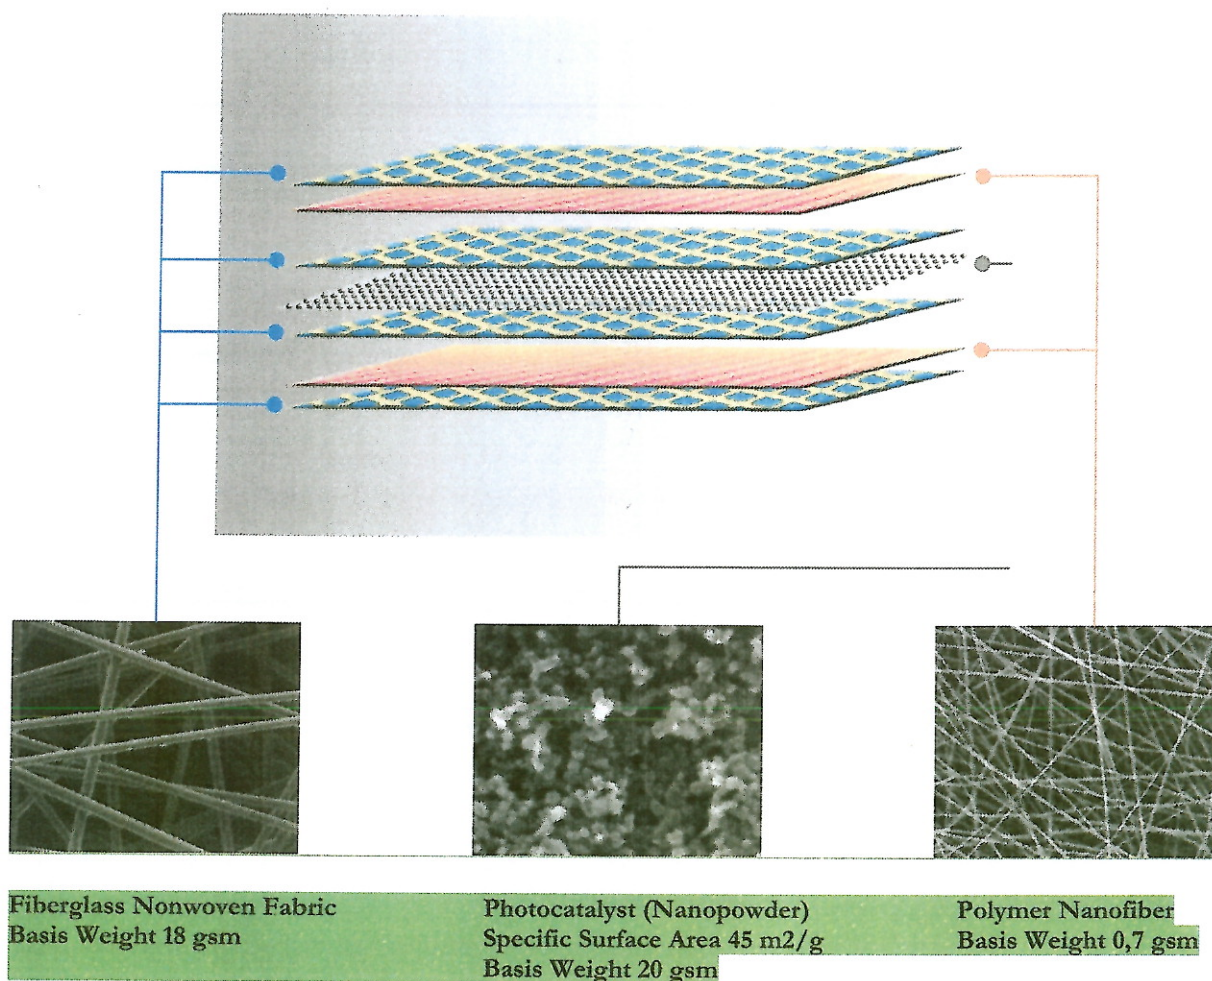 Fiberglass Nonwoven Fabric
Basis Weight 18 gsm
Photocatalyst (Nanopowder)
Specific Surface Area 45 m2/g
Basis Weight 20 gsm
Polymer Nanofiber
Basis Weight 0,7 gsm